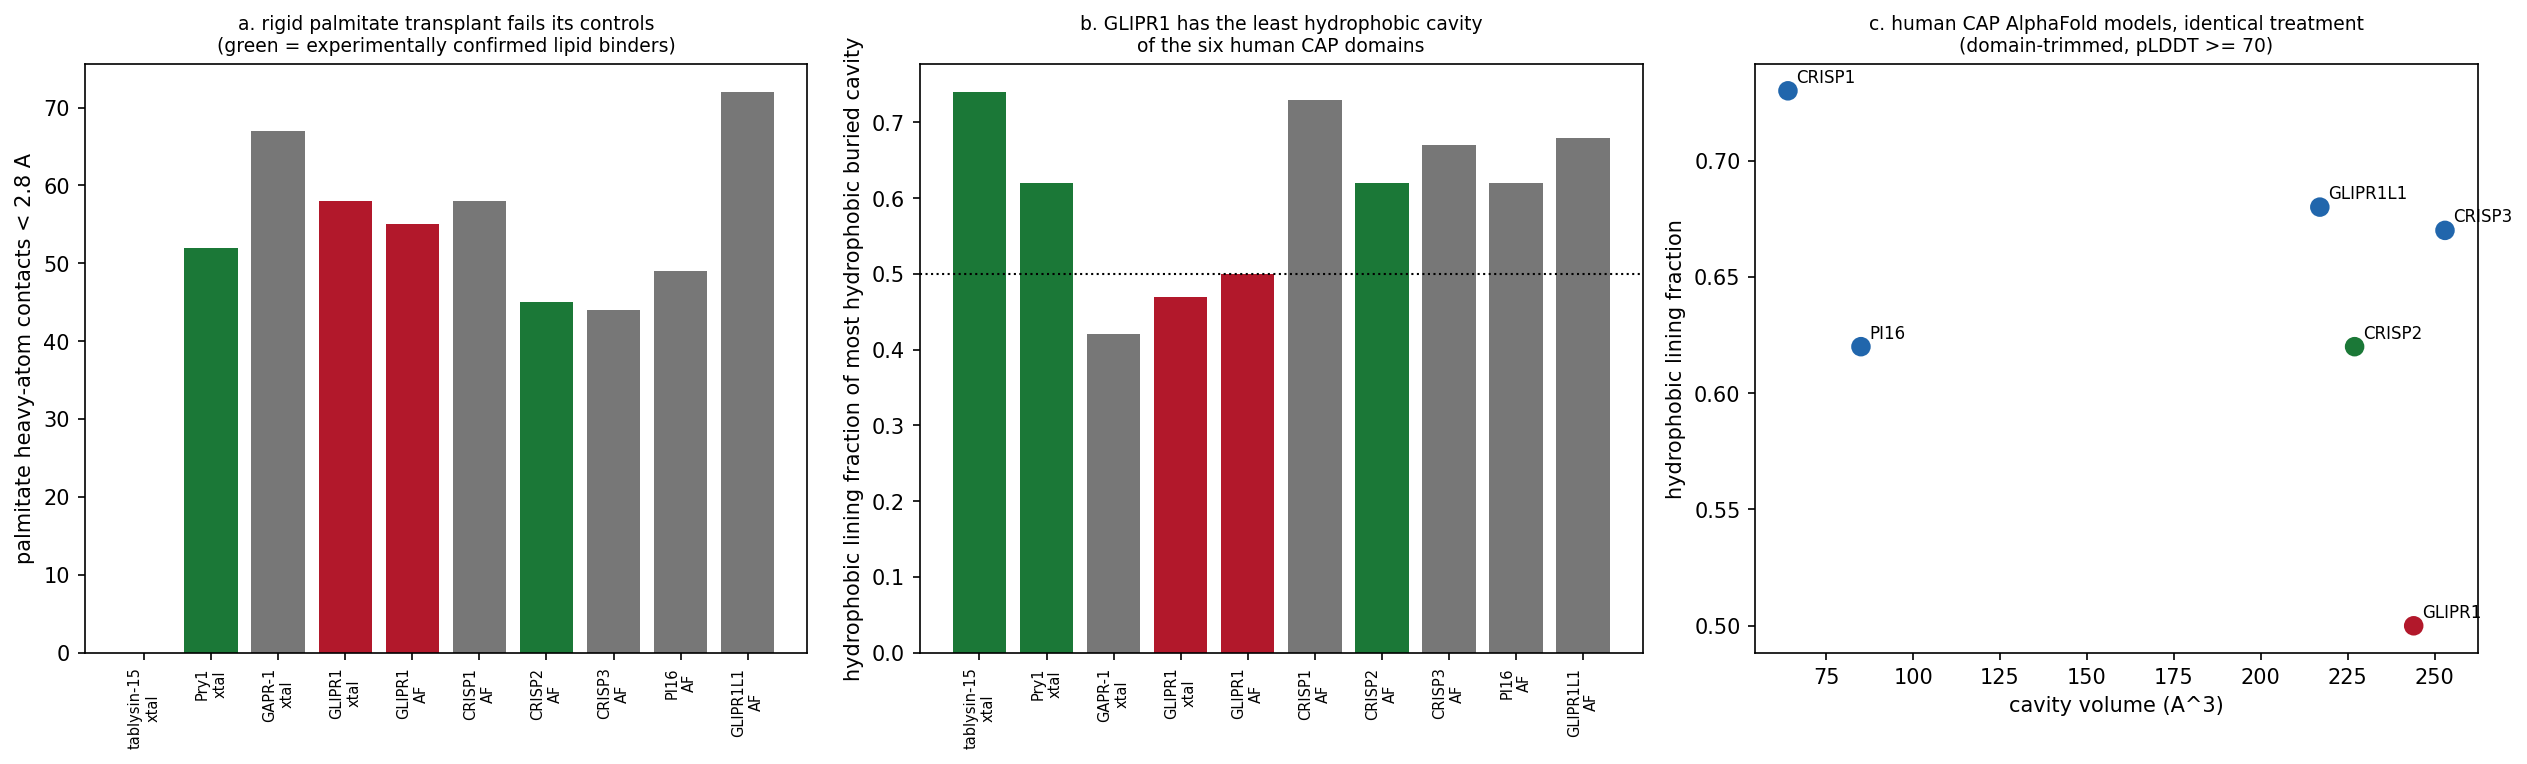 a. rigid palmitate transplant fails its controls
(green = experimentally confirmed lipid binders)
palmitate heavy-atom contacts < 2.8 A
70
60
50
40
30
20
10
0
tablysin-15
xtal
Pry1
xtal
GAPR-1
xtal
GLIPR1
xtal
GLIPR1
AF
CRISP1
AF
CRISP2
AF
CRISP3
AF
PI16
AF
GLIPR1L1
AF
b. GLIPR1 has the least hydrophobic cavity
of the six human CAP domains
hydrophobic lining fraction of most hydrophobic buried cavity
0.7
0.6
0.5
0.4
0.3
0.2
0.1
0.0
tablysin-15
xtal
Pry1
xtal
GAPR-1
xtal
GLIPR1
xtal
GLIPR1
AF
CRISP1
AF
CRISP2
AF
CRISP3
AF
PI16
AF
GLIPR1L1
AF
c. human CAP AlphaFold models, identical treatment
(domain-trimmed, pLDDT >= 70)
hydrophobic lining fraction
0.70
0.65
0.60
0.55
0.50
CRISP1
GLIPR1L1
CRISP3
PI16
CRISP2
GLIPR1
75
100
125
150
175
200
225
250
cavity volume (A^3)